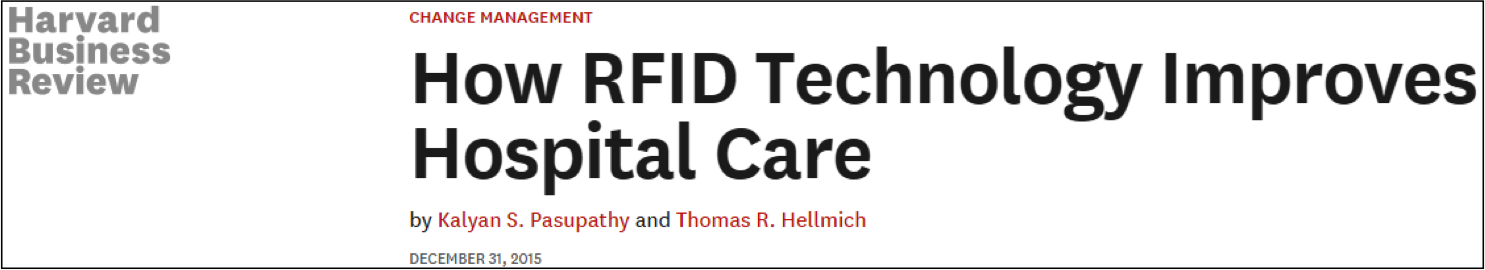 Harvard
Business
Review
CHANGE MANAGEMENT
How RFID Technology Improves
Hospital Care
by Kalyan S. Pasupathy and Thomas R. Hellmich
DECEMBER 31, 2015